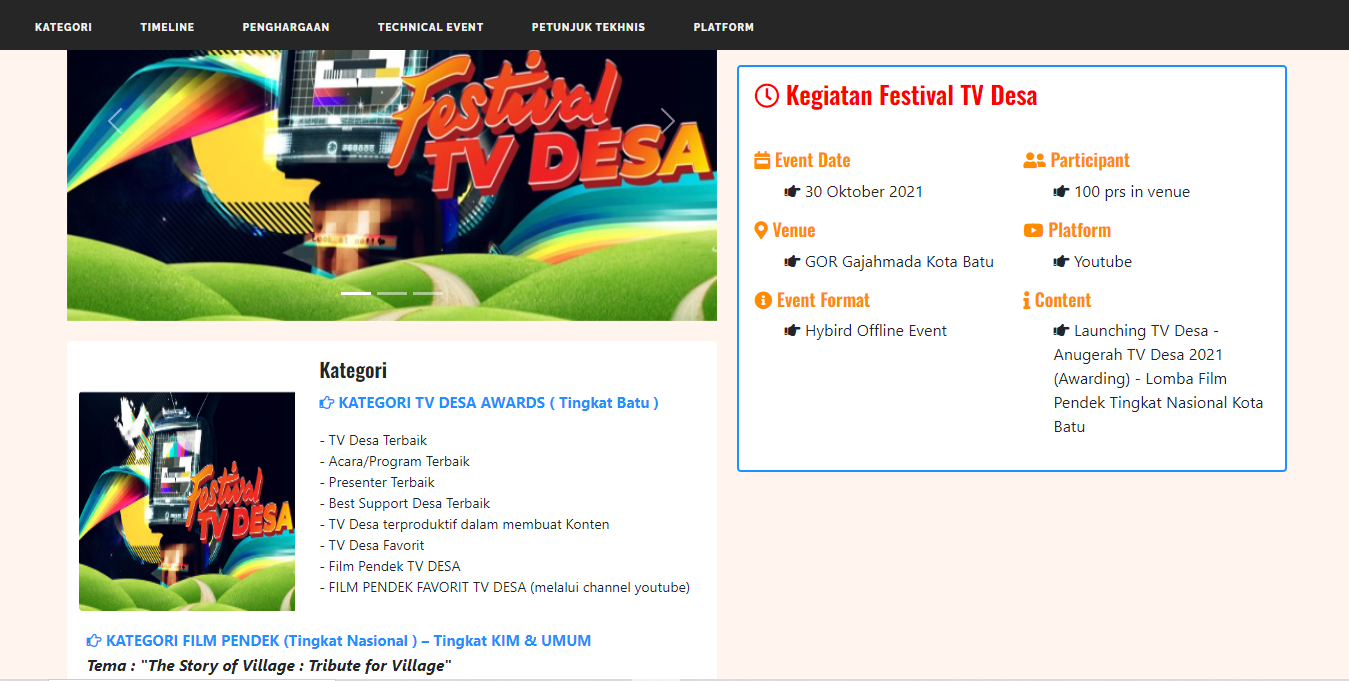 KATEGORI
TIMELINE
PENGHARGAAN
TECHNICAL EVENT
PETUNJUK TEKHNIS
PLATFORM
Festival
TV DESA
Kegiatan Festival TV Desa
Event Date
30 Oktober 2021
Participant
100 prs in venue
Venue
GOR Gajahmada Kota Batu
Platform
Youtube
Event Format
Hybird Offline Event
Content
Launching TV Desa -
Anugerah TV Desa 2021
(Awarding) - Lomba Film
Pendek Tingkat Nasional Kota
Batu
Festival
TV DESA
Kategori
KATEGORI TV DESA AWARDS ( Tingkat Batu )
- TV Desa Terbaik
- Acara/Program Terbaik
- Presenter Terbaik
- Best Support Desa Terbaik
- TV Desa terproduktif dalam membuat Konten
- TV Desa Favorit
- Film Pendek TV DESA
- FILM PENDEK FAVORIT TV DESA (melalui channel youtube)
KATEGORI FILM PENDEK (Tingkat Nasional ) – Tingkat KIM & UMUM
Tema : "The Story of Village : Tribute for Village"